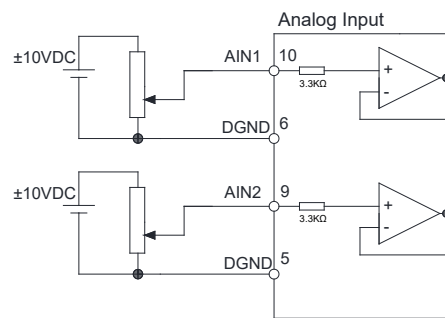 Analog Input
±10VDC
AIN1
10
3.3KΩ
+
-
DGND
6
±10VDC
AIN2
9
3.3KΩ
+
-
DGND
5